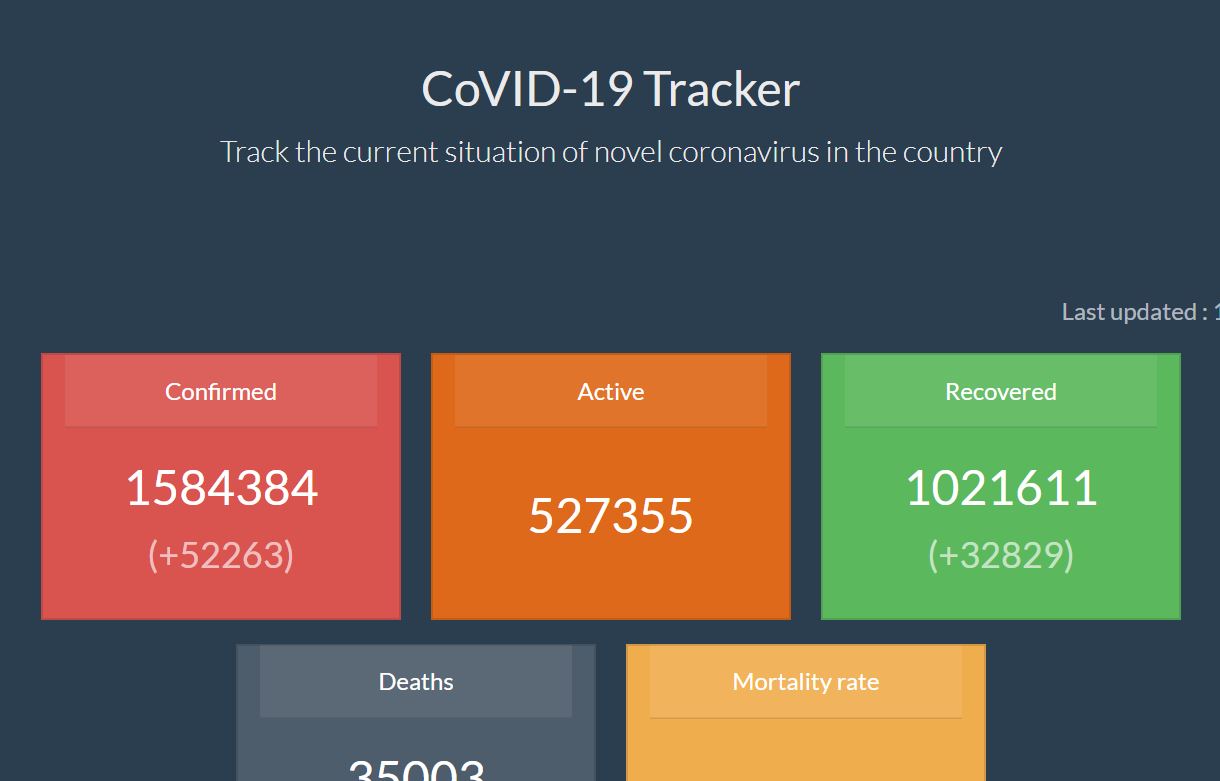 CoVID-19 Tracker
Track the current situation of novel coronavirus in the country
Last updated :
Confirmed
Active
Recovered
1584384
527355
1021611
(+52263)
(+32829)
Deaths
Mortality rate
35003